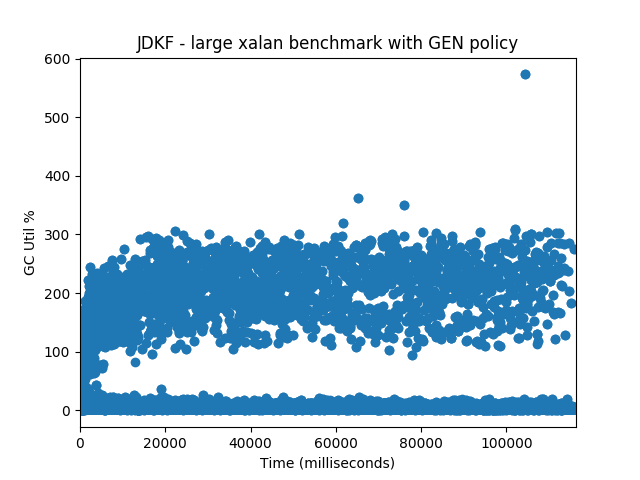 JDKF - large xalan benchmark with GEN policy
600
500
400
300
200
100
0
GC Util %
0 20000 40000 60000 80000 100000
Time (milliseconds)